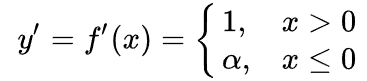 y′ = f′(x) = { 1, x > 0
α, x ≤ 0